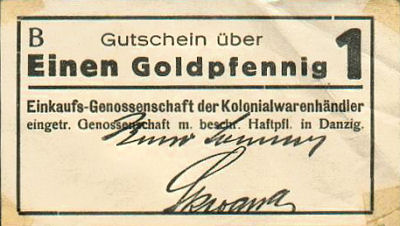 B Gutschein über
Einen Goldpfennig 1
Einkaufs-Genossenschaft der Kolonialwarenhändler
eingetr. Genossenschaft m. beschr. Haftpfl. in Danzig.